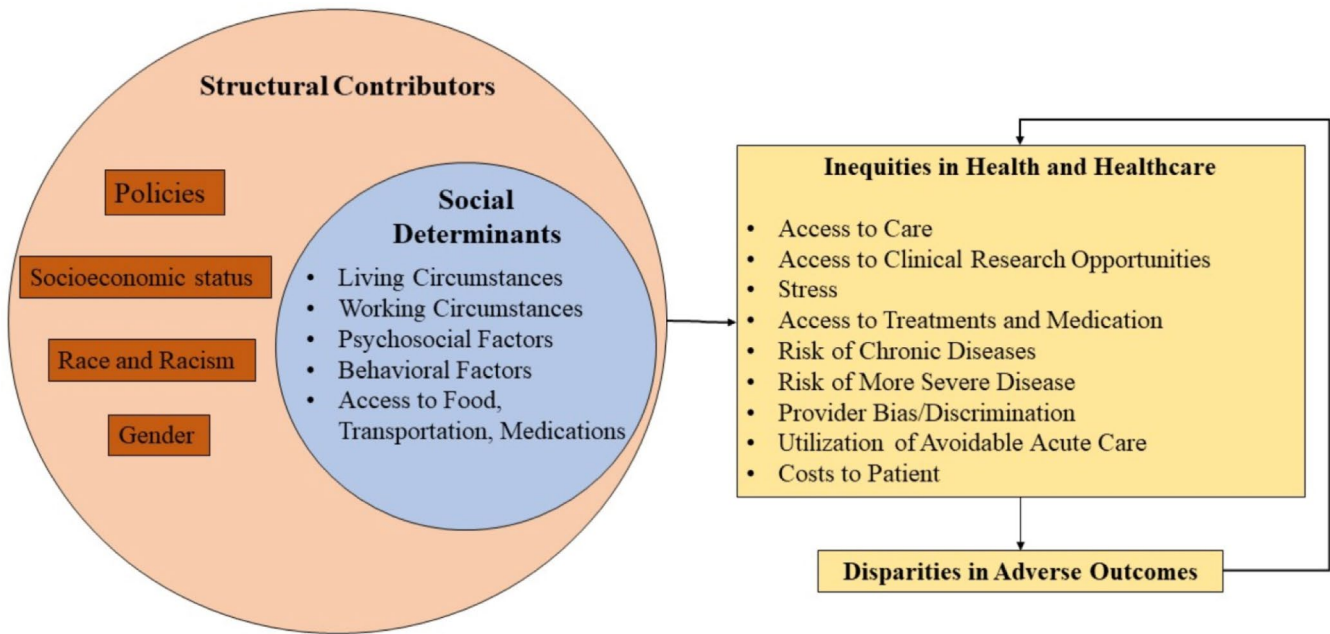 Structural Contributors
Policies
Socioeconomic status
Race and Racism
Gender
Social
Determinants
• Living Circumstances
• Working Circumstances
• Psychosocial Factors
• Behavioral Factors
• Access to Food,
Transportation, Medications
Inequities in Health and Healthcare
• Access to Care
• Access to Clinical Research Opportunities
• Stress
• Access to Treatments and Medication
• Risk of Chronic Diseases
• Risk of More Severe Disease
• Provider Bias/Discrimination
• Utilization of Avoidable Acute Care
• Costs to Patient
Disparities in Adverse Outcomes